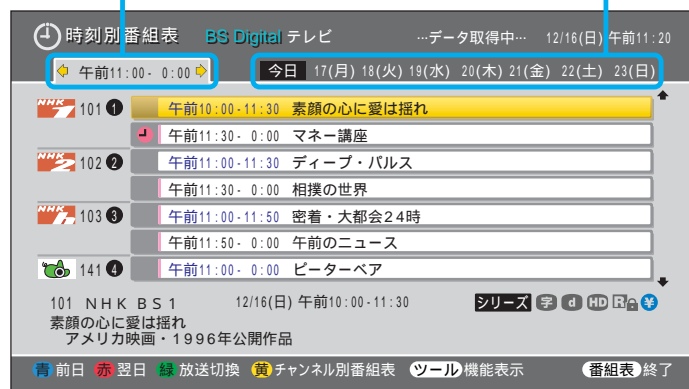 時刻別番組表 BS Digital テレビ …データ取得中… 12/16(日) 午前11:20
午前11:00- 0:00 今日 17(月) 18(火) 19(水) 20(木) 21(金) 22(土) 23(日)
NHK 1 101 1 午前10:00-11:30 素顔の心に愛は揺れ
午前11:30- 0:00 マネー講座
NHK 2 102 2 午前10:00-11:30 ディープ・パルス
午前11:30- 0:00 相撲の世界
NHK h 103 3 午前11:00-11:50 密着・大都会24時
午前11:50- 0:00 午前のニュース
141 4 午前11:00- 0:00 ピーターベア
101 NHK BS1 12/16(日) 午前10:00-11:30 シリーズ 字 d HD R ¥
素顔の心に愛は揺れ
アメリカ映画・1996年公開作品
青 前日 赤 翌日 緑 放送切換 黄 チャンネル別番組表 ツール 機能表示 番組表 終了